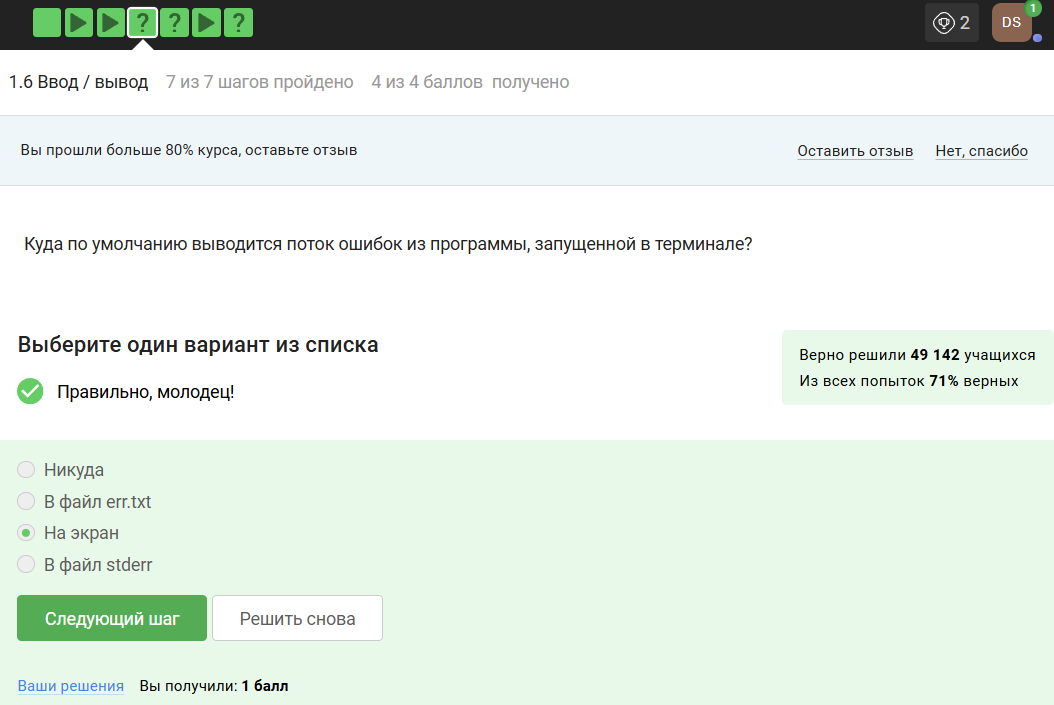 ? ? ?
2
DS
1
1.6 Ввод / вывод 7 из 7 шагов пройдено 4 из 4 баллов получено
Вы прошли больше 80% курса, оставьте отзыв
Оставить отзыв
Нет, спасибо
Куда по умолчанию выводится поток ошибок из программы, запущенной в терминале?
Выберите один вариант из списка
Правильно, молодец!
Верно решили 49 142 учащихся
Из всех попыток 71% верных
Никуда
В файл err.txt
На экран
В файл stderr
Следующий шаг
Решить снова
Ваши решения Вы получили: 1 балл